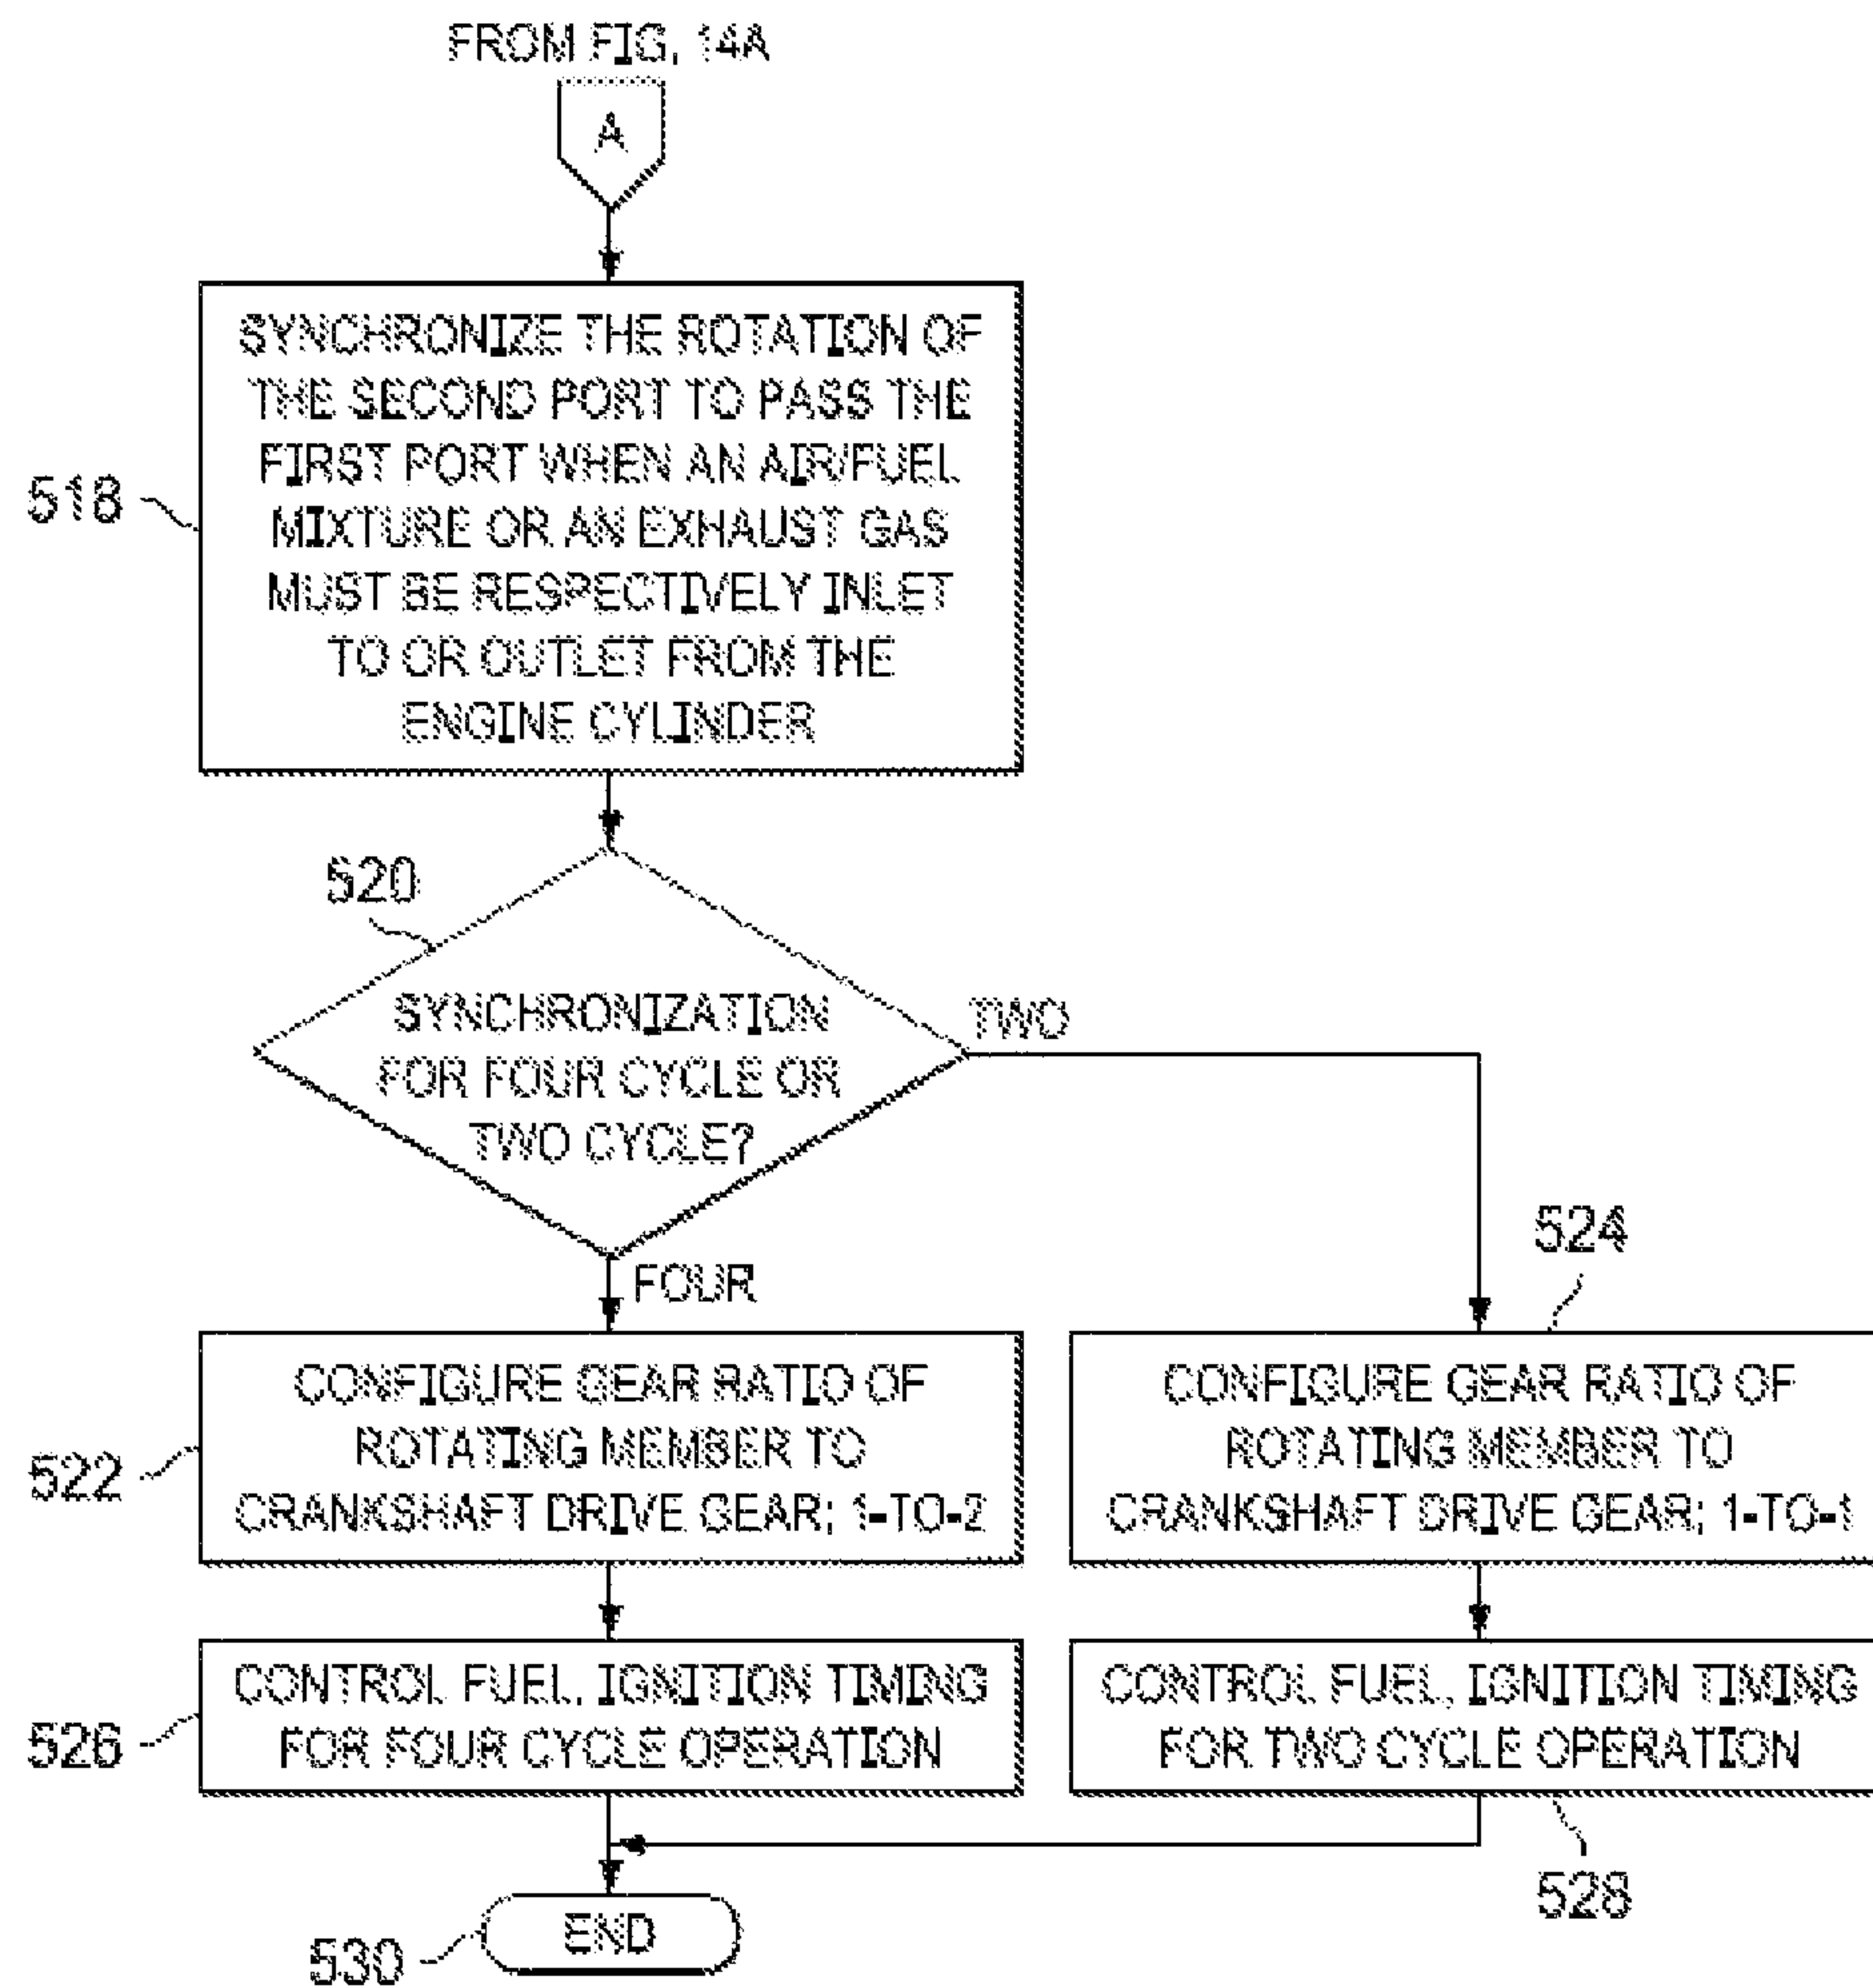 FROM FIG. 14A
A
SYNCHRONIZE THE ROTATION OF
THE SECOND PORT TO PASS THE
FIRST PORT WHEN AN AIR/FUEL
MIXTURE OR AN EXHAUST GAS
MUST BE RESPECTIVELY INLET
TO OR OUTLET FROM THE
ENGINE CYLINDER
518
520
SYNCHRONIZATION
FOR FOUR CYCLE OR
TWO CYCLE?
TWO
FOUR
524
CONFIGURE GEAR RATIO OF
ROTATING MEMBER TO
CRANKSHAFT DRIVE GEAR; 1-TO-2
522
CONFIGURE GEAR RATIO OF
ROTATING MEMBER TO
CRANKSHAFT DRIVE GEAR; 1-TO-1
CONTROL FUEL, IGNITION TIMING
FOR FOUR CYCLE OPERATION
526
CONTROL FUEL, IGNITION TIMING
FOR TWO CYCLE OPERATION
528
END
530